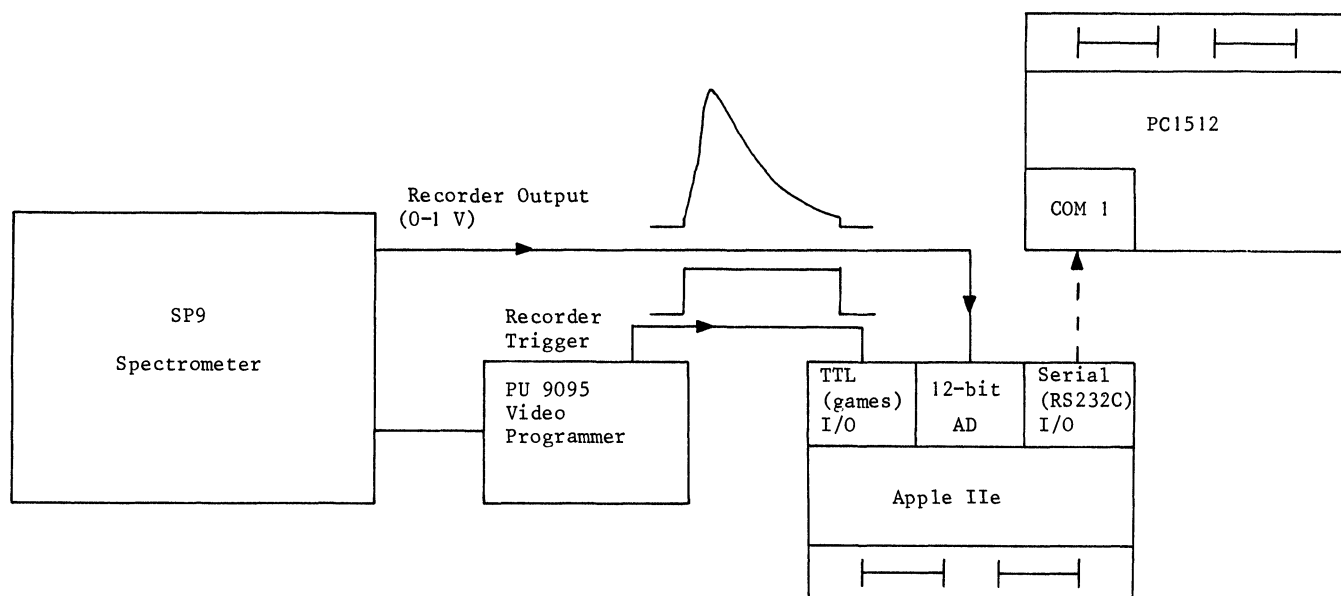 PC1512
COM 1
Recorder Output
(0-1 V)
SP9
Spectrometer
Recorder
Trigger
PU 9095
Video
Programmer
TTL
(games)
I/O
12-bit
AD
Serial
(RS232C)
I/O
Apple IIe